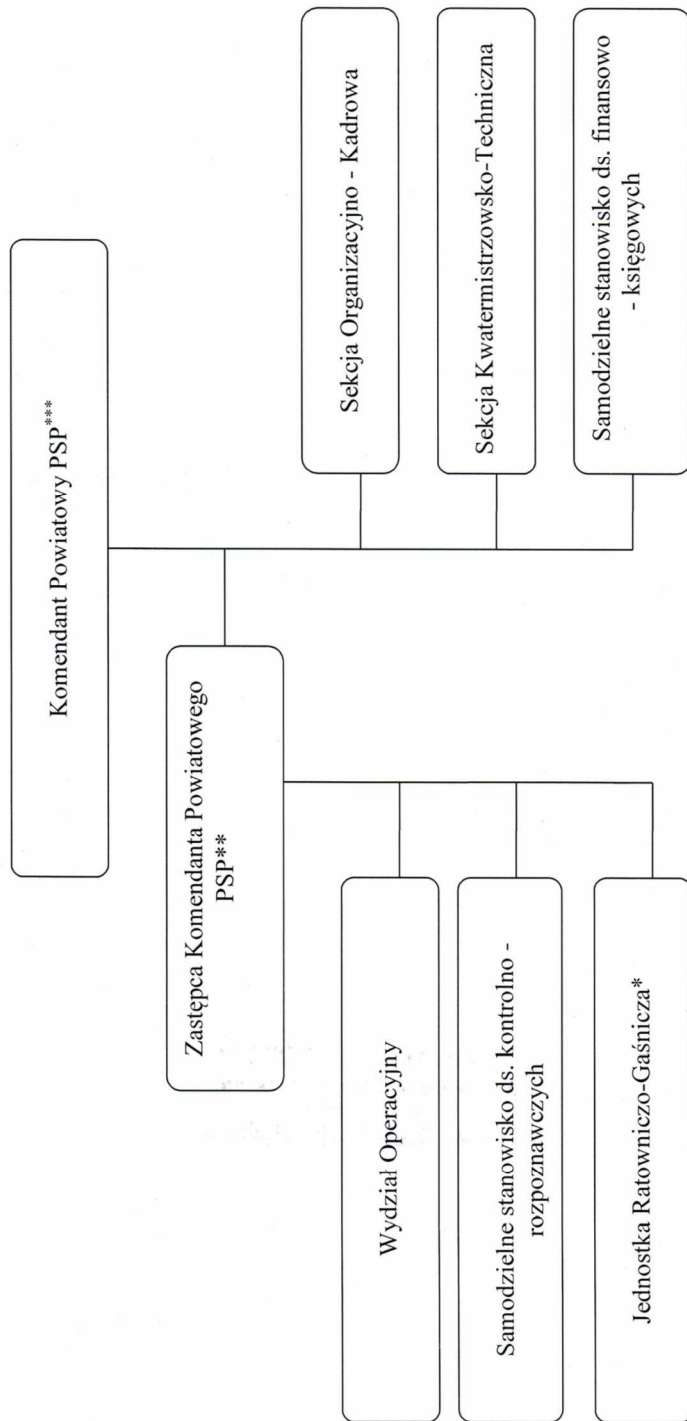 Komendant Powiatowy PSP***
Zastępca Komendanta Powiatowego
PSP**
Wydział Operacyjny
Samodzielne stanowisko ds. kontrolno -
rozpoznawczych
Jednostka Ratowniczo-Gaśnicza*
Sekcja Organizacyjno - Kadrowa
Sekcja Kwatermistrzowsko-Techniczna
Samodzielne stanowisko ds. finansowo
- księgowych